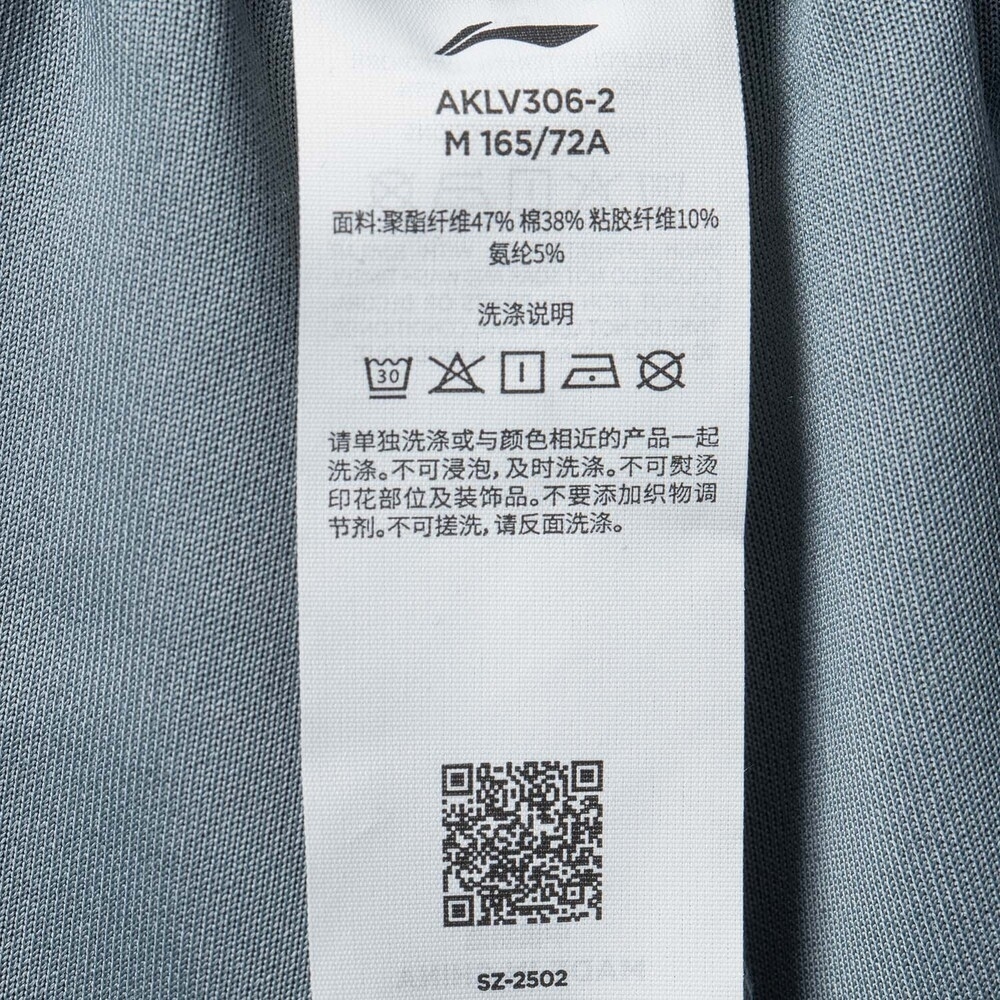 AKLV306-2
M 165/72A
面料:聚酯纤维47% 棉38% 粘胶纤维10%
氨纶5%
洗涤说明
30
请单独洗涤或与颜色相近的产品一起
洗涤。不可浸泡,及时洗涤。不可熨烫
印花部位及装饰品。不要添加织物调
节剂。不可搓洗,请反面洗涤。
SZ-2502